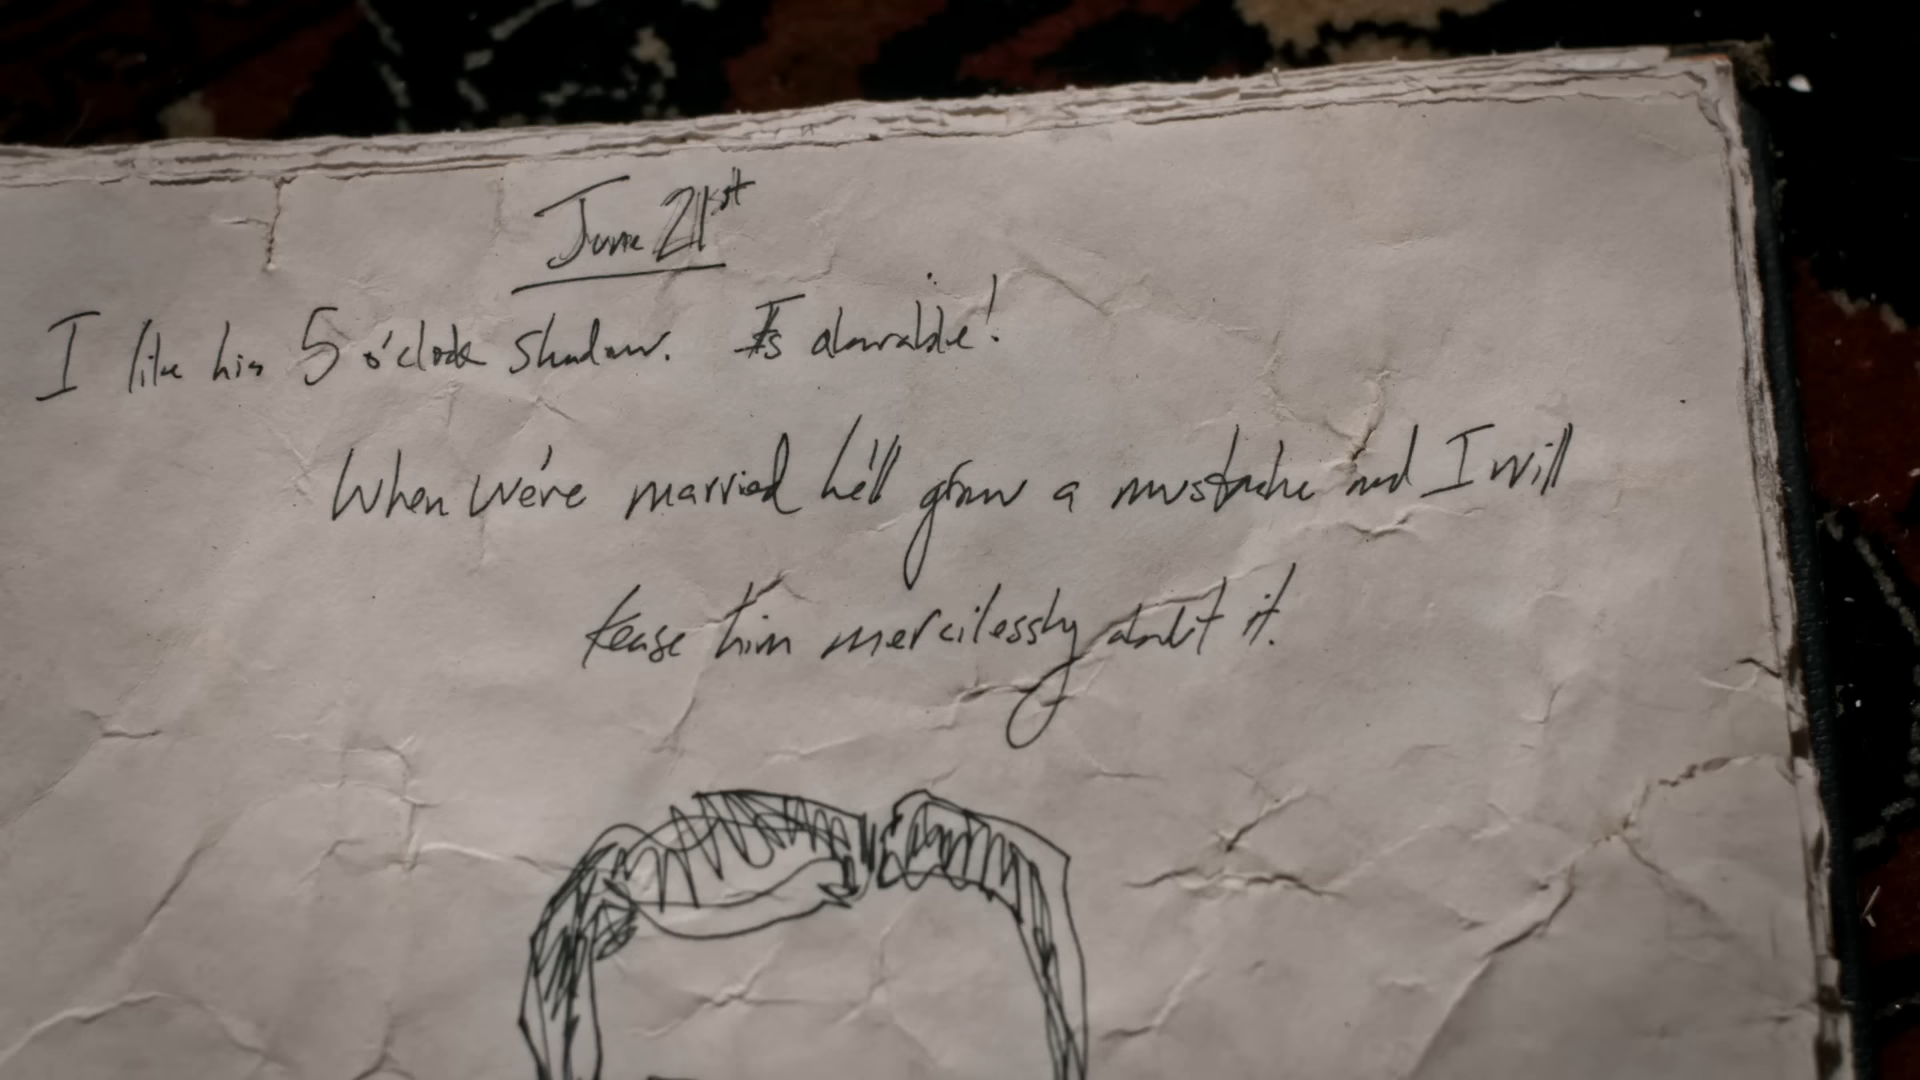 June 21st
I like his 5 o'clock shadow. Is adorable!
When we're married he'll grow a mustache and I will
tease him mercilessly about it.